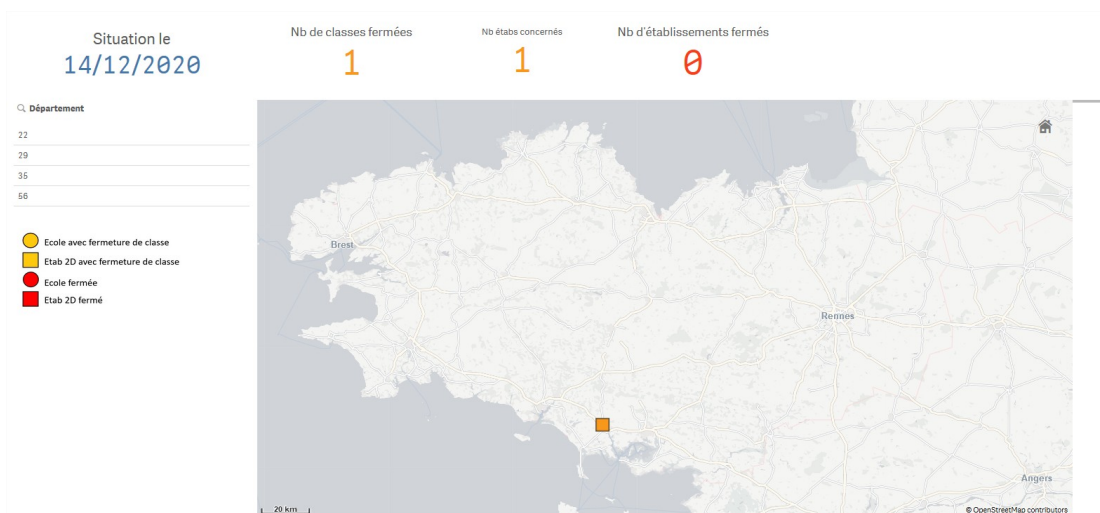 Situation le
14/12/2020
Nb de classes fermées
1
Nb étabs concernés
1
Nb d'établissements fermés
0
Département
22
29
35
56
Ecole avec fermeture de classe
Etab 2D avec fermeture de classe
Ecole fermée
Etab 2D fermé
Brest
Rennes
Angers
20 km
© OpenStreetMap contributors